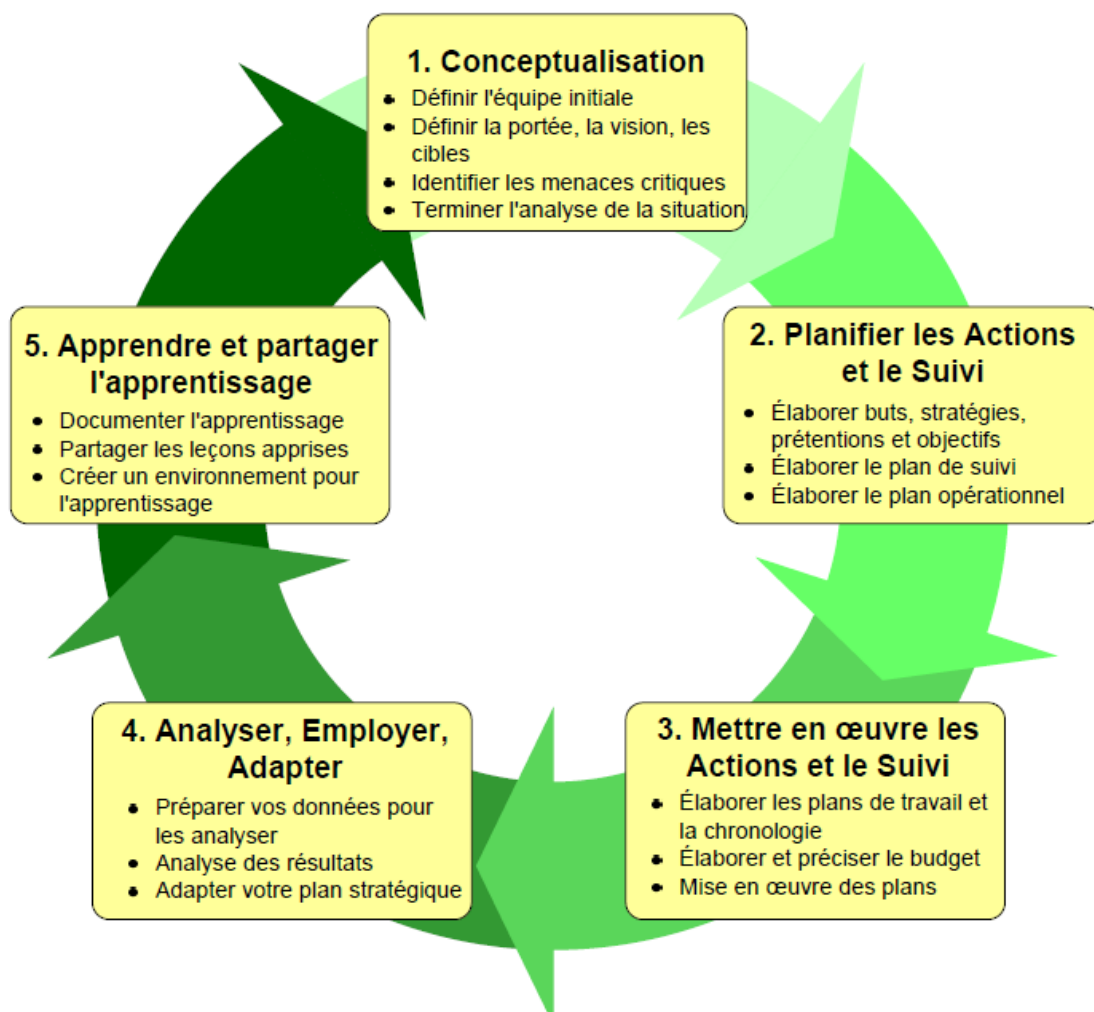 1. Conceptualisation
• Définir l'équipe initiale
• Définir la portée, la vision, les
cibles
• Identifier les menaces critiques
• Terminer l'analyse de la situation
2. Planifier les Actions
et le Suivi
• Élaborer buts, stratégies,
prétentions et objectifs
• Élaborer le plan de suivi
• Élaborer le plan opérationnel
3. Mettre en œuvre les
Actions et le Suivi
• Élaborer les plans de travail et
la chronologie
• Élaborer et préciser le budget
• Mise en œuvre des plans
4. Analyser, Employer,
Adapter
• Préparer vos données pour
les analyser
• Analyse des résultats
• Adapter votre plan stratégique
5. Apprendre et partager
l'apprentissage
• Documenter l'apprentissage
• Partager les leçons apprises
• Créer un environnement pour
l'apprentissage